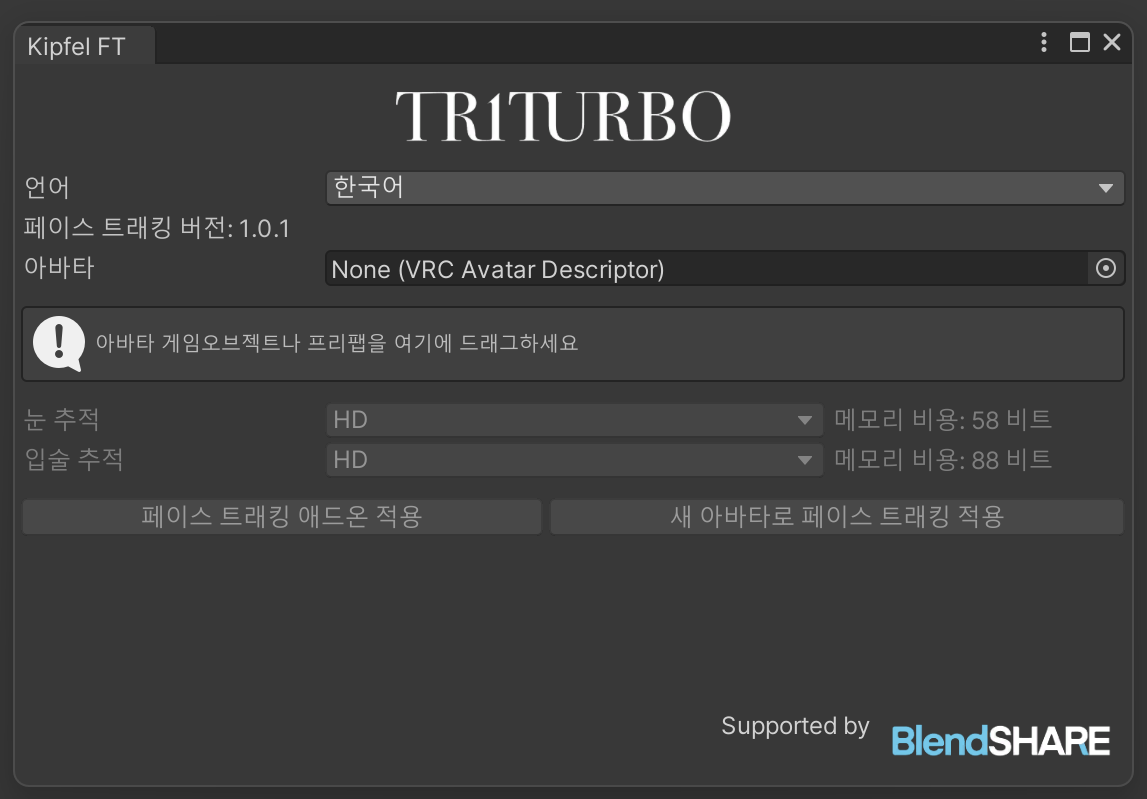 Kipfel FT
TR1TURBO
언어 한국어
페이스 트래킹 버전: 1.0.1
아바타 None (VRC Avatar Descriptor)
아바타 게임오브젝트나 프리팹을 여기에 드래그하세요
눈 추적 HD 메모리 비용: 58 비트
입술 추적 HD 메모리 비용: 88 비트
페이스 트래킹 애드온 적용 새 아바타로 페이스 트래킹 적용
Supported by BlendSHARE